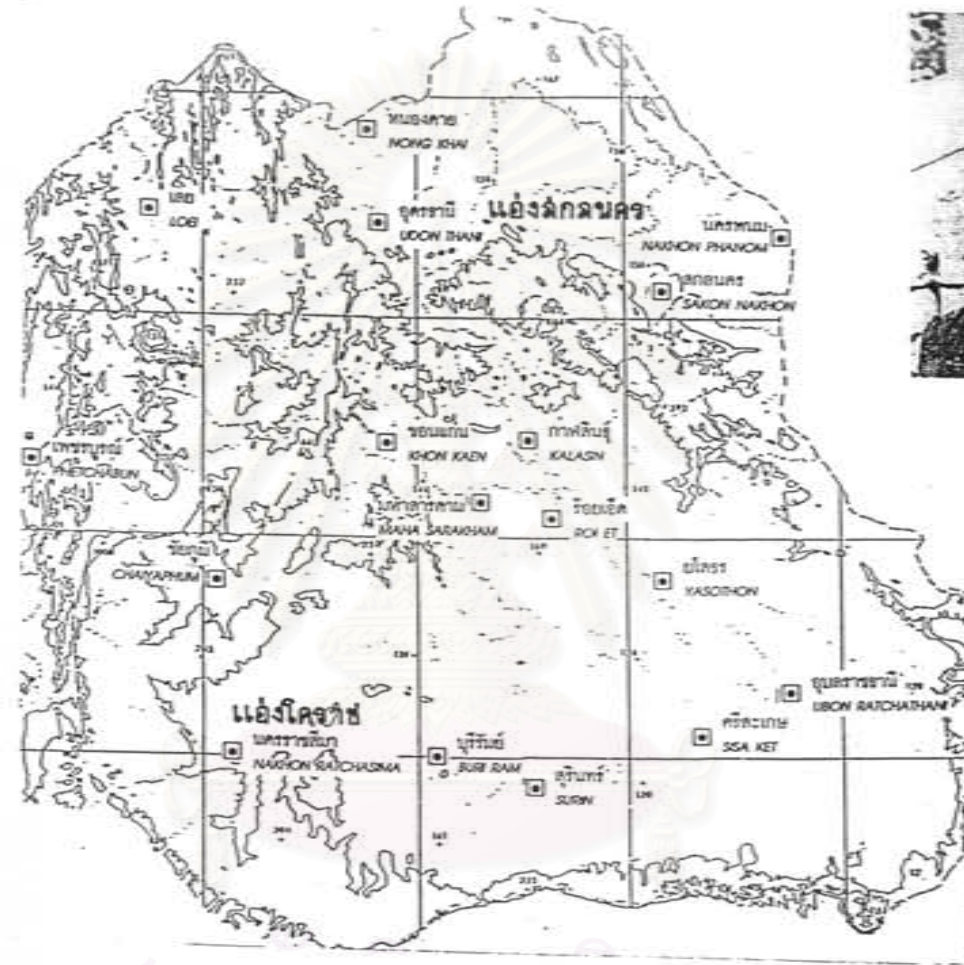 หนองคาย
NONG KHAI
เลย
LOEI
อุดรธานี
UDON THANI
แอ่งสกลนคร
นครพนม
NAKHON PHANOM
สกลนคร
SAKON NAKHON
เพชรบูรณ์
PHETCHABUN
ขอนแก่น
KHON KAEN
กาฬสินธุ์
KALASIN
มหาสารคาม
MAHA SARAKHAM
ร้อยเอ็ด
ROI ET
ชัยภูมิ
CHAIYAPHUM
ยโสธร
YASOTHON
อุบลราชธานี
UBON RATCHATHANI
ศรีสะเกษ
SISA KET
แอ่งโคราช
นครราชสีมา
NAKHON RATCHASIMA
บุรีรัมย์
BURI RAM
สุรินทร์
SURIN